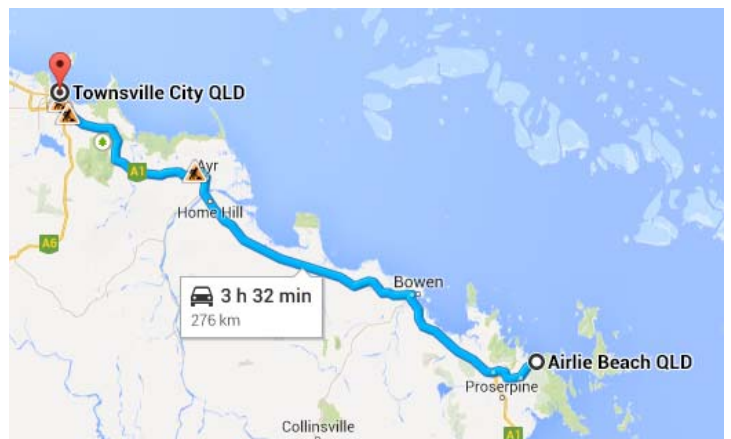 Townsville City QLD
A1
Ayr
Home Hill
A6
3 h 32 min
276 km
Bowen
Airlie Beach QLD
Proserpine
Collinsville
A1